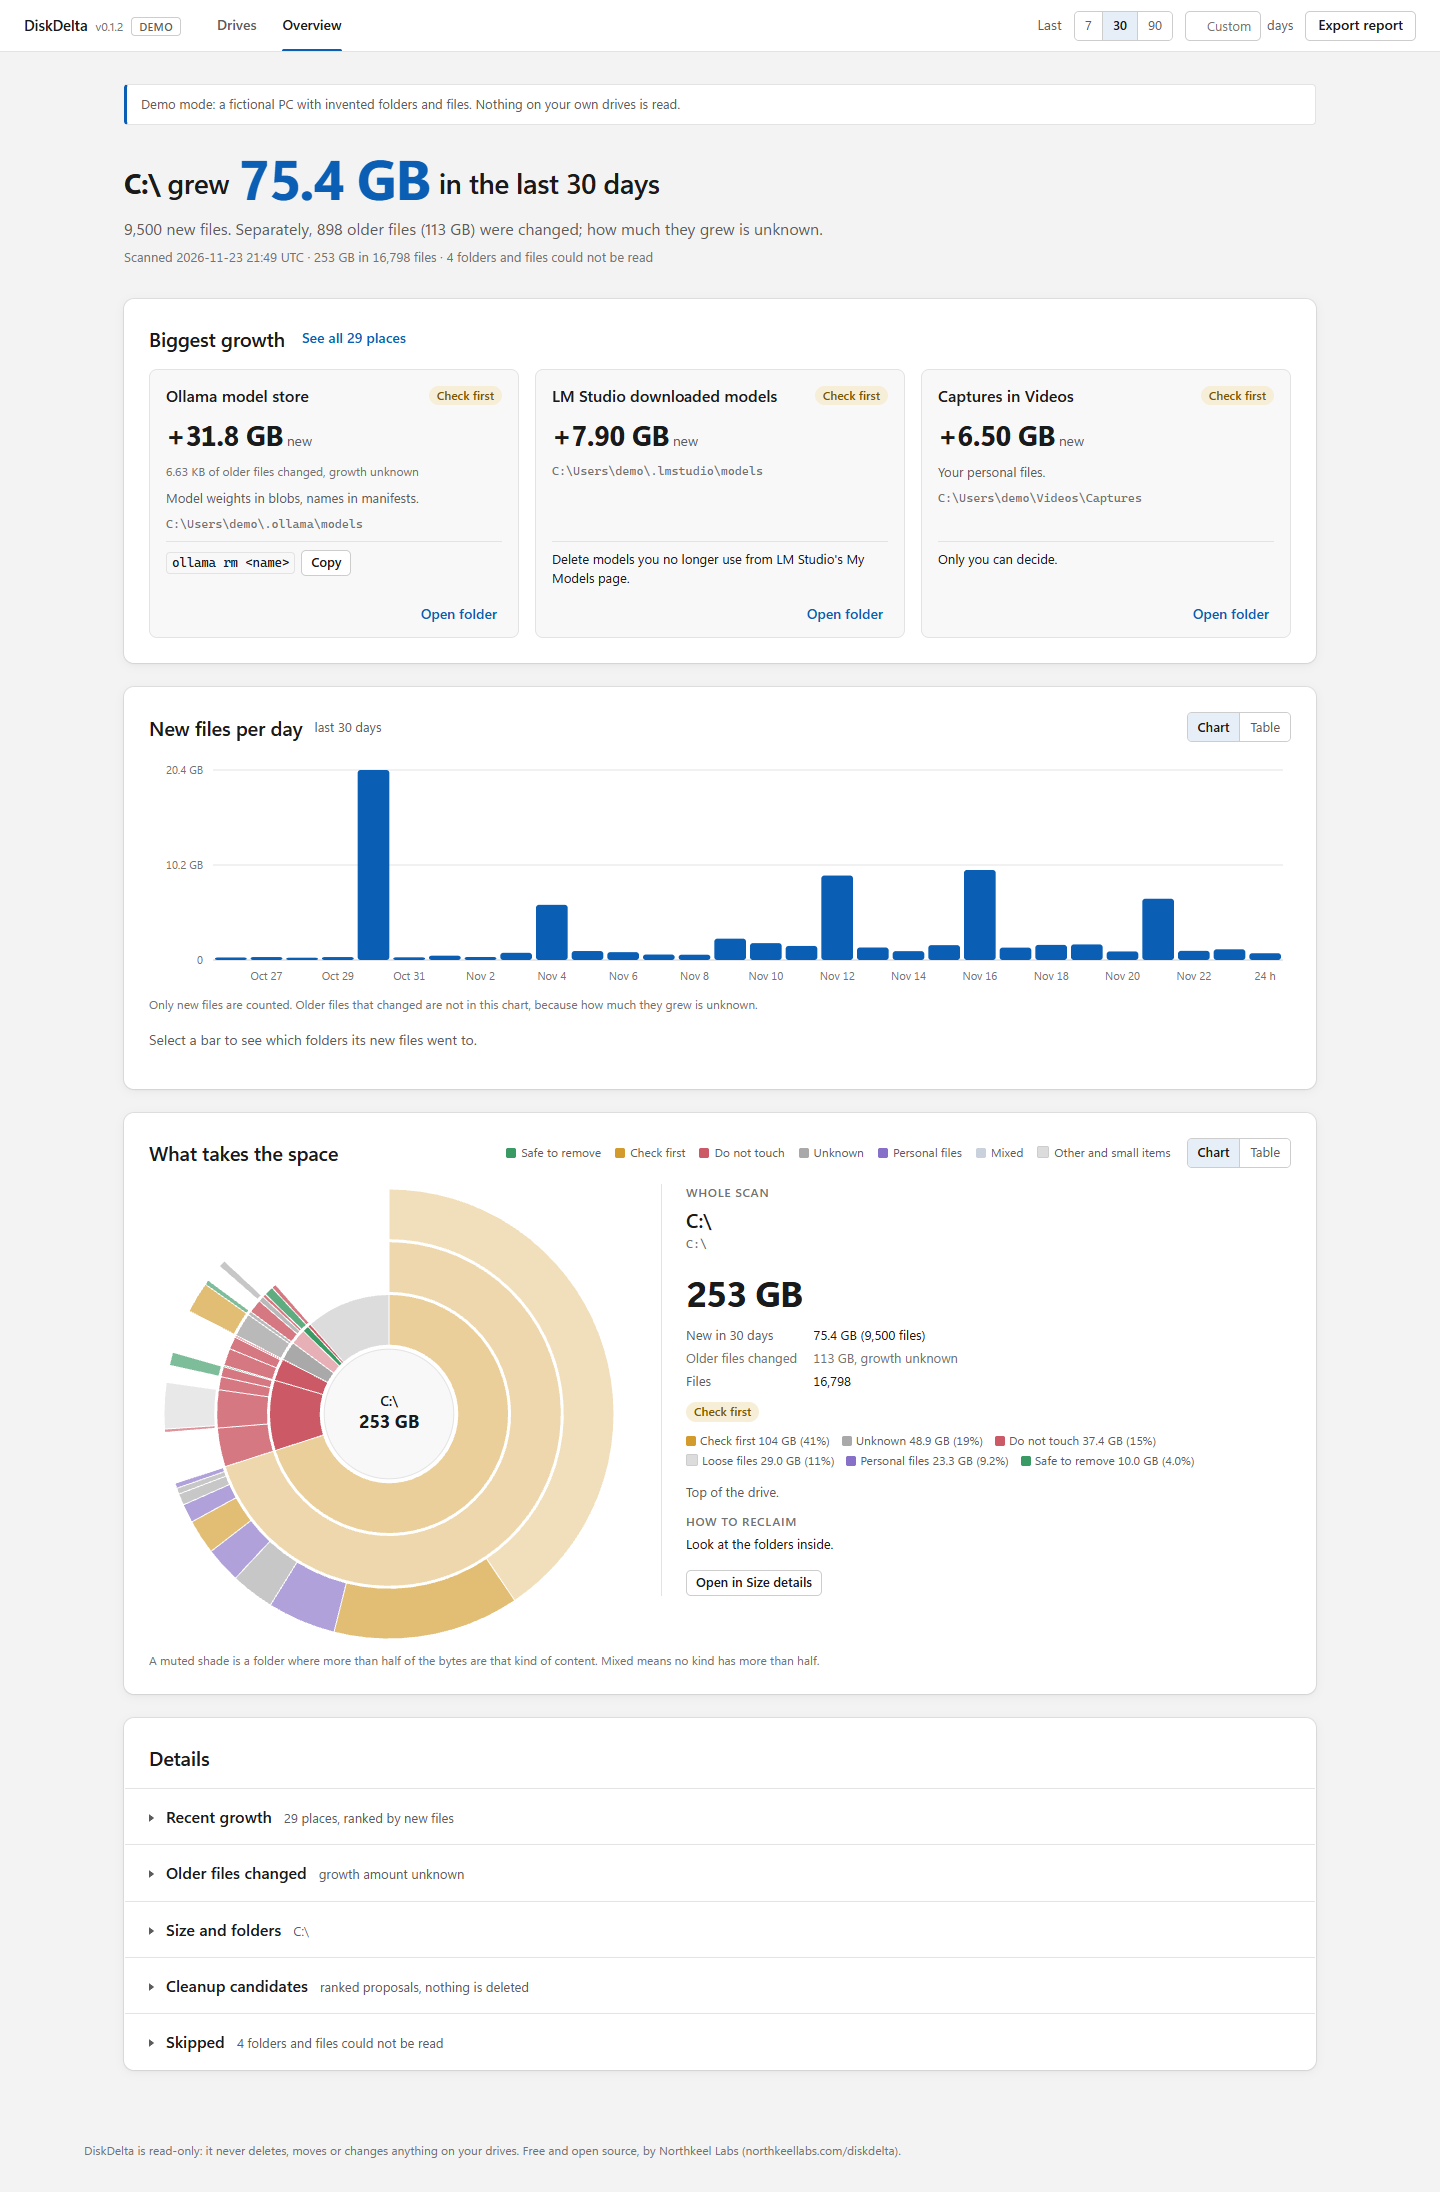 DiskDelta v0.1.2 DEMO Drives Overview Last 7 30 90 Custom days Export report
Demo mode: a fictional PC with invented folders and files. Nothing on your own drives is read.
C:\ grew 75.4 GB in the last 30 days
9,500 new files. Separately, 898 older files (113 GB) were changed; how much they grew is unknown.
Scanned 2026-11-23 21:49 UTC · 253 GB in 16,798 files · 4 folders and files could not be read
Biggest growth See all 29 places
Ollama model store Check first
+31.8 GB new
6.63 KB of older files changed, growth unknown
Model weights in blobs, names in manifests.
C:\Users\demo\.ollama\models
ollama rm <name> Copy
Open folder
LM Studio downloaded models Check first
+7.90 GB new
C:\Users\demo\.lmstudio\models
Delete models you no longer use from LM Studio's My
Models page.
Open folder
Captures in Videos Check first
+6.50 GB new
Your personal files.
C:\Users\demo\Videos\Captures
Only you can decide.
Open folder
New files per day last 30 days Chart Table
20.4 GB
10.2 GB
0
Oct 27 Oct 29 Oct 31 Nov 2 Nov 4 Nov 6 Nov 8 Nov 10 Nov 12 Nov 14 Nov 16 Nov 18 Nov 20 Nov 22 24 h
Only new files are counted. Older files that changed are not in this chart, because how much they grew is unknown.
Select a bar to see which folders its new files went to.
What takes the space Safe to remove Check first Do not touch Unknown Personal files Mixed Other and small items Chart Table
C:\
253 GB
WHOLE SCAN
C:\
C:\
253 GB
New in 30 days 75.4 GB (9,500 files)
Older files changed 113 GB, growth unknown
Files 16,798
Check first
Check first 104 GB (41%) Unknown 48.9 GB (19%) Do not touch 37.4 GB (15%)
Loose files 29.0 GB (11%) Personal files 23.3 GB (9.2%) Safe to remove 10.0 GB (4.0%)
Top of the drive.
HOW TO RECLAIM
Look at the folders inside.
Open in Size details
A muted shade is a folder where more than half of the bytes are that kind of content. Mixed means no kind has more than half.
Details
Recent growth 29 places, ranked by new files
Older files changed growth amount unknown
Size and folders C:\
Cleanup candidates ranked proposals, nothing is deleted
Skipped 4 folders and files could not be read
DiskDelta is read-only: it never deletes, moves or changes anything on your drives. Free and open source, by Northkeel Labs (northkeellabs.com/diskdelta).